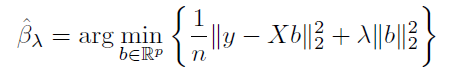 β̂_λ = arg min_{b∈ℝ^p} { 1/n ‖y − Xb‖₂² + λ‖b‖₂² }